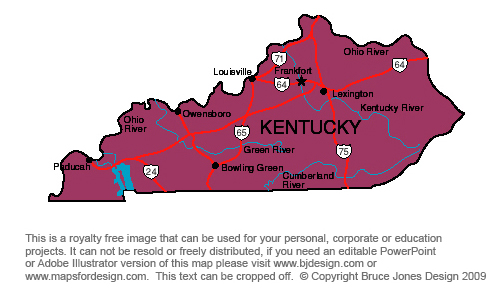 71
Ohio River
Louisville
Frankfort
64
64
Lexington
Kentucky River
Owensboro
Ohio
River
65
KENTUCKY
Green River
75
Paducah
24
Bowling Green
Cumberland
River
This is a royalty free image that can be used for your personal, corporate or education
projects. It can not be resold or freely distributed, if you need an editable PowerPoint
or Adobe Illustrator version of this map please visit www.bjdesign.com or
www.mapsfordesign.com. This text can be cropped off. © Copyright Bruce Jones Design 2009